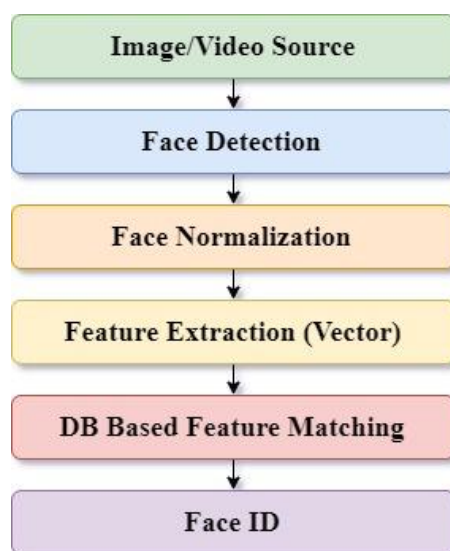 Image/Video Source
Face Detection
Face Normalization
Feature Extraction (Vector)
DB Based Feature Matching
Face ID